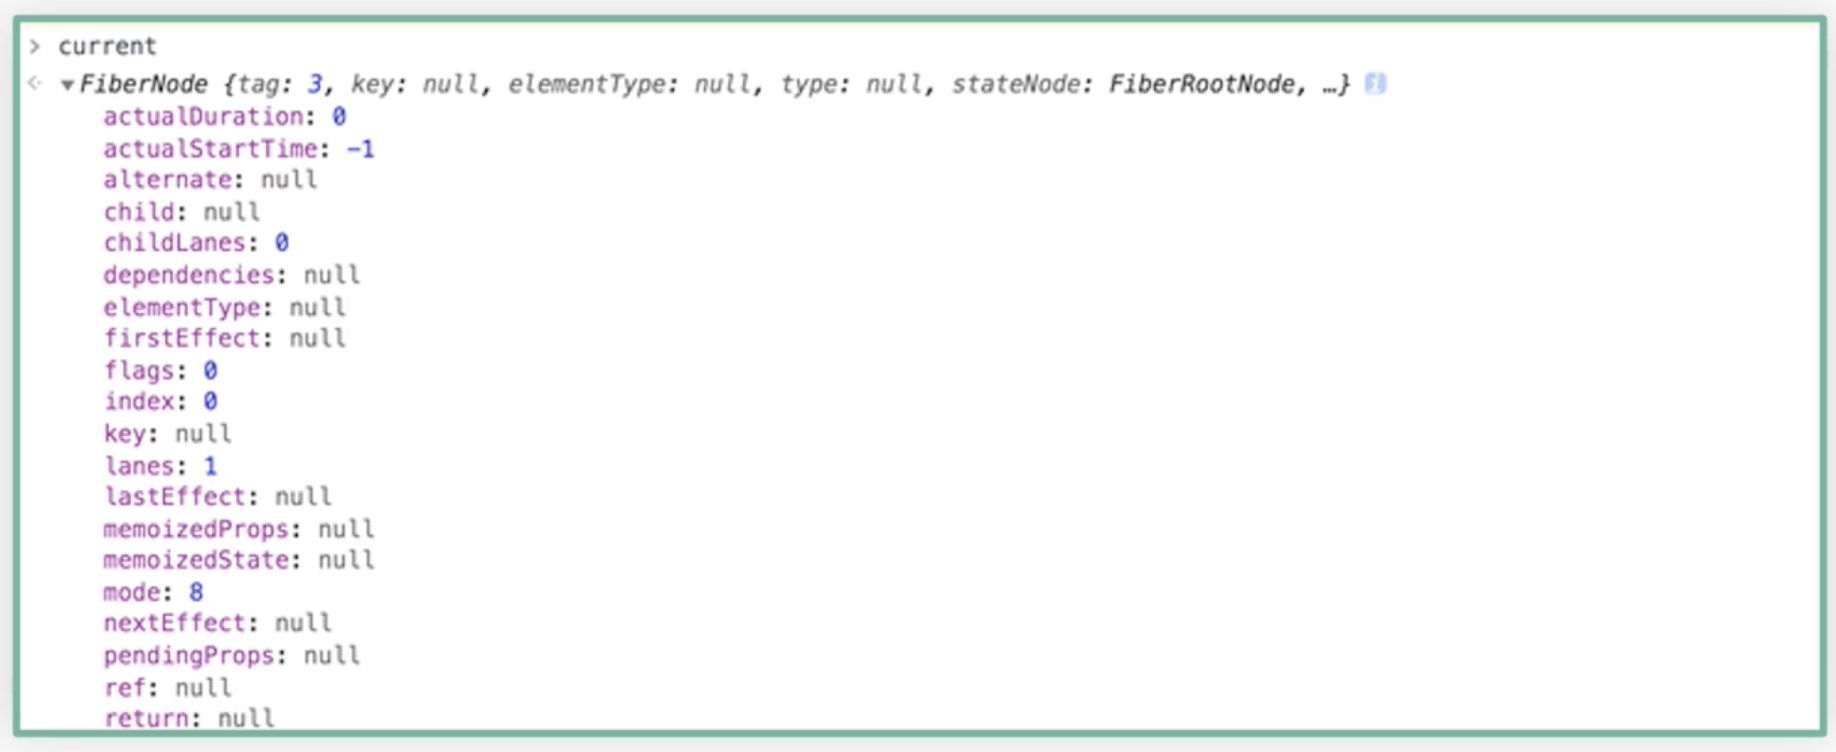 > current
<· ▼FiberNode {tag: 3, key: null, elementType: null, type: null, stateNode: FiberRootNode, …} i
actualDuration: 0
actualStartTime: -1
alternate: null
child: null
childLanes: 0
dependencies: null
elementType: null
firstEffect: null
flags: 0
index: 0
key: null
lanes: 1
lastEffect: null
memoizedProps: null
memoizedState: null
mode: 8
nextEffect: null
pendingProps: null
ref: null
return: null